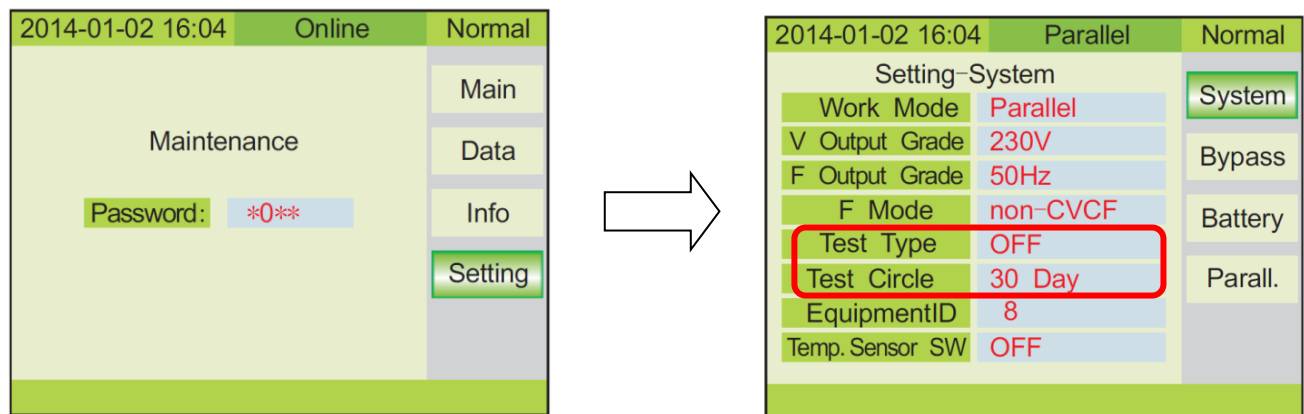 2014-01-02 16:04 Online Normal
Main
Maintenance
Data
Password: *0**
Info
Setting
2014-01-02 16:04 Parallel Normal
Setting-System
System
Work Mode Parallel
V Output Grade 230V
Bypass
F Output Grade 50Hz
F Mode non-CVCF
Battery
Test Type OFF
Test Circle 30 Day
Parall.
EquipmentID 8
Temp. Sensor SW OFF